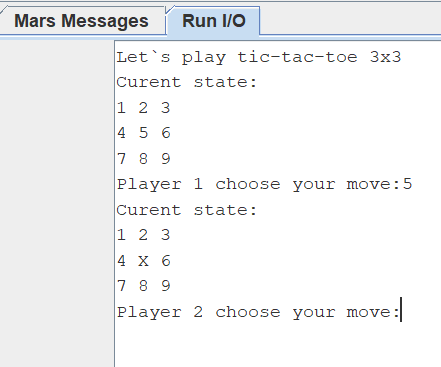 Mars Messages Run I/O
Let`s play tic-tac-toe 3x3
Curent state:
1 2 3
4 5 6
7 8 9
Player 1 choose your move:5
Curent state:
1 2 3
4 X 6
7 8 9
Player 2 choose your move: